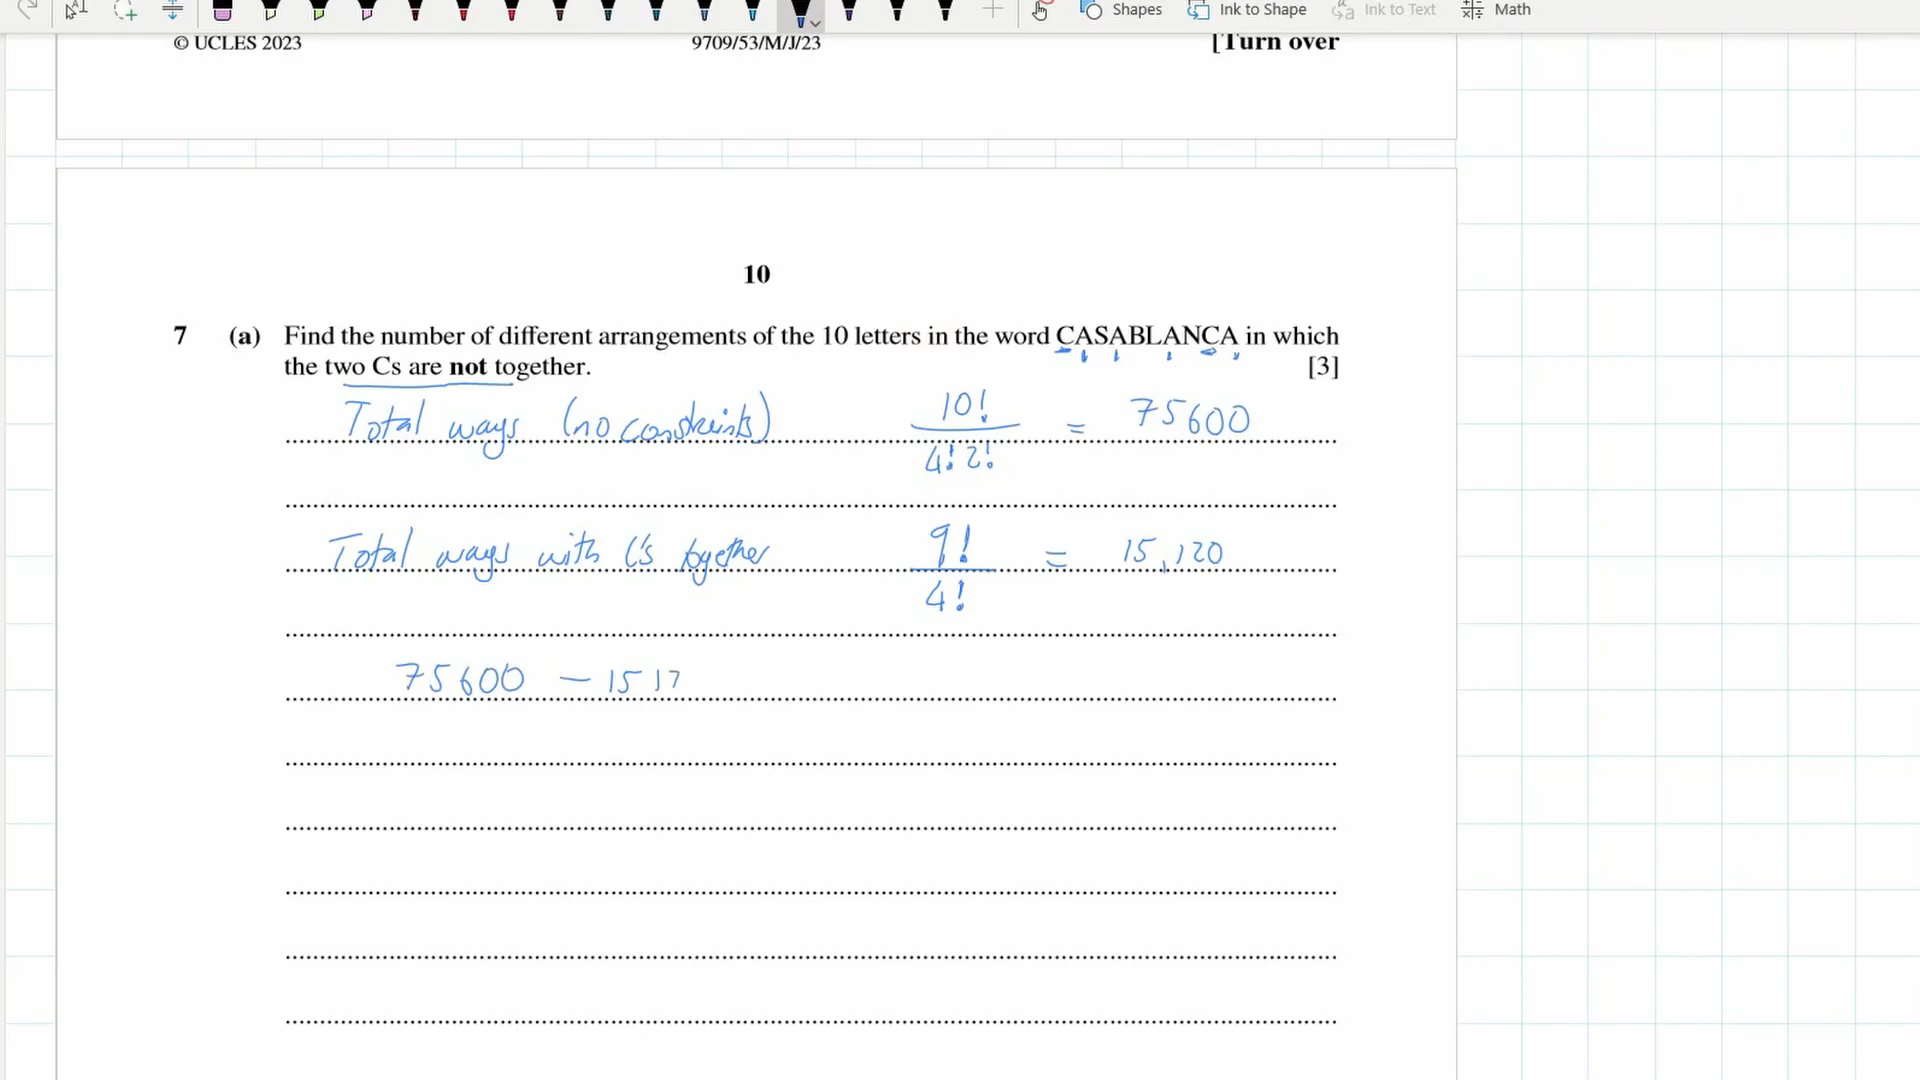 Shapes Ink to Shape Ink to Text Math
© UCLES 2023 9709/53/M/J/23 [Turn over
10
7 (a) Find the number of different arrangements of the 10 letters in the word CASABLANCA in which
the two Cs are not together. [3]
Total ways (no constraints) 10!/4!2! = 75600
Total ways with C's together 9!/4! = 15,120
75600 - 1512